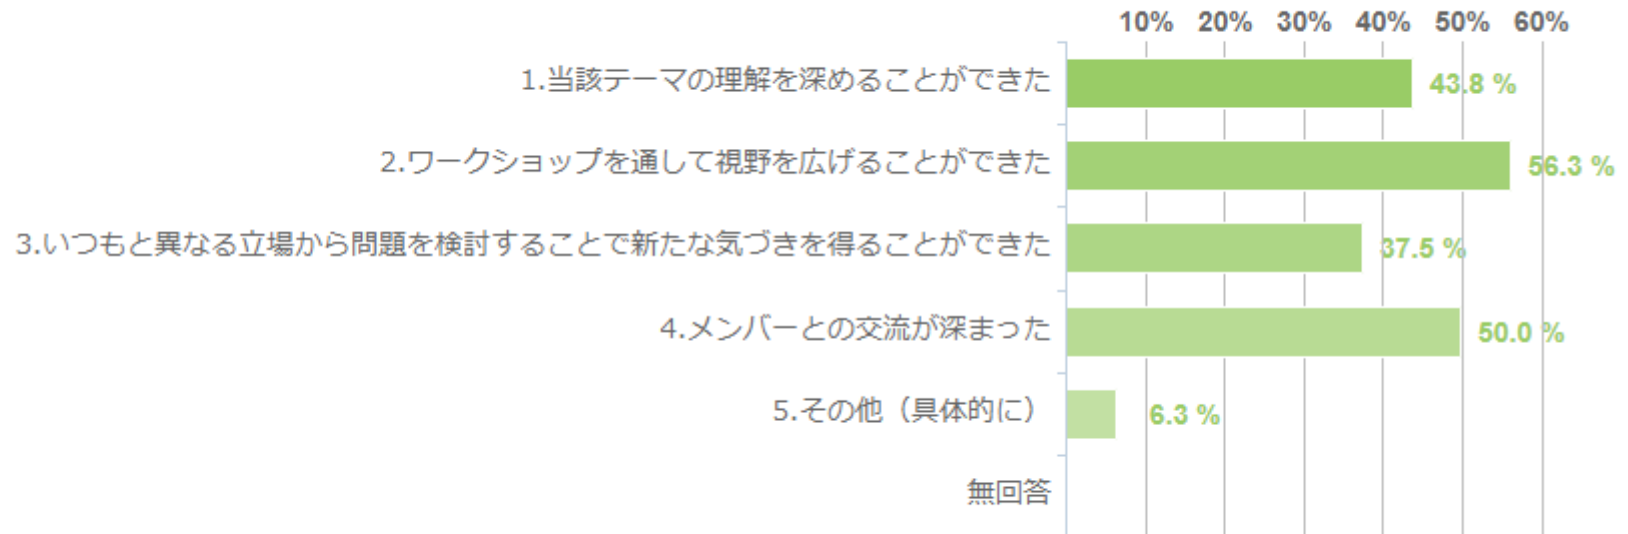 10% 20% 30% 40% 50% 60%
1.当該テーマの理解を深めることができた 43.8 %
2.ワークショップを通して視野を広げることができた 56.3 %
3.いつもと異なる立場から問題を検討することで新たな気づきを得ることができた 37.5 %
4.メンバーとの交流が深まった 50.0 %
5.その他（具体的に） 6.3 %
無回答